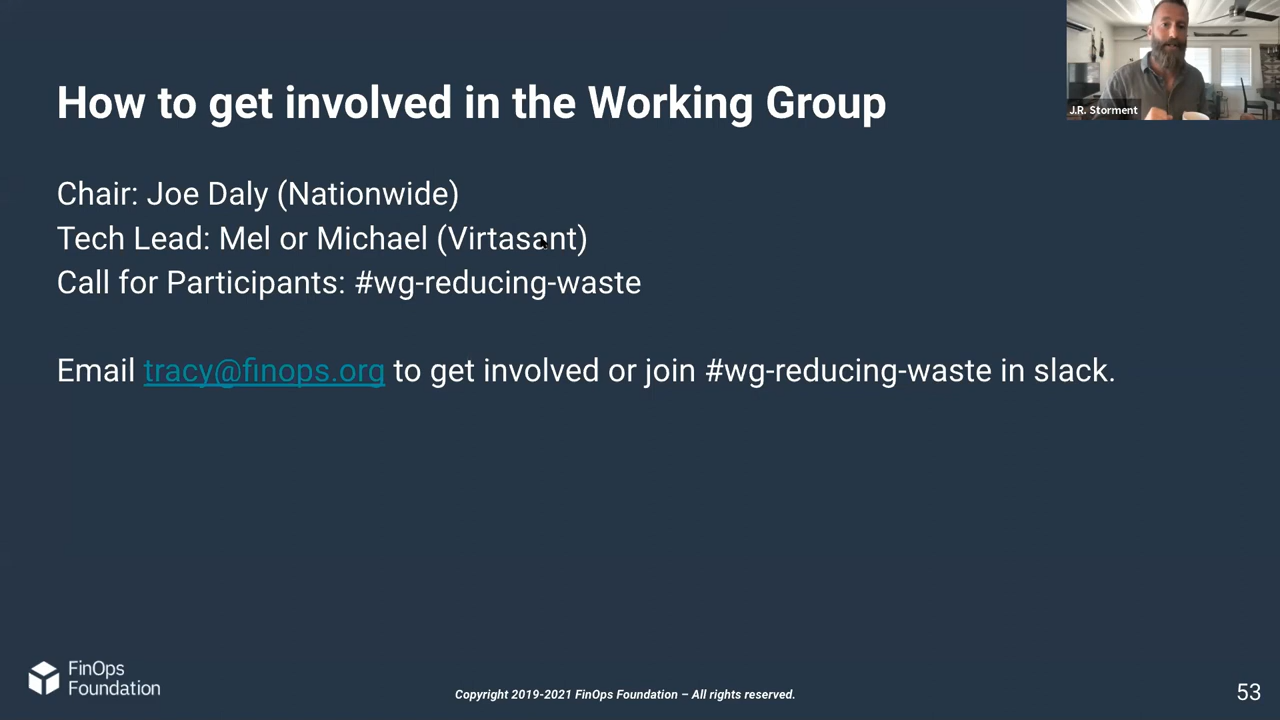 How to get involved in the Working Group
J.R. Storment
Chair: Joe Daly (Nationwide)
Tech Lead: Mel or Michael (Virtasant)
Call for Participants: #wg-reducing-waste
Email tracy@finops.org to get involved or join #wg-reducing-waste in slack.
FinOps
Foundation
Copyright 2019-2021 FinOps Foundation – All rights reserved.
53